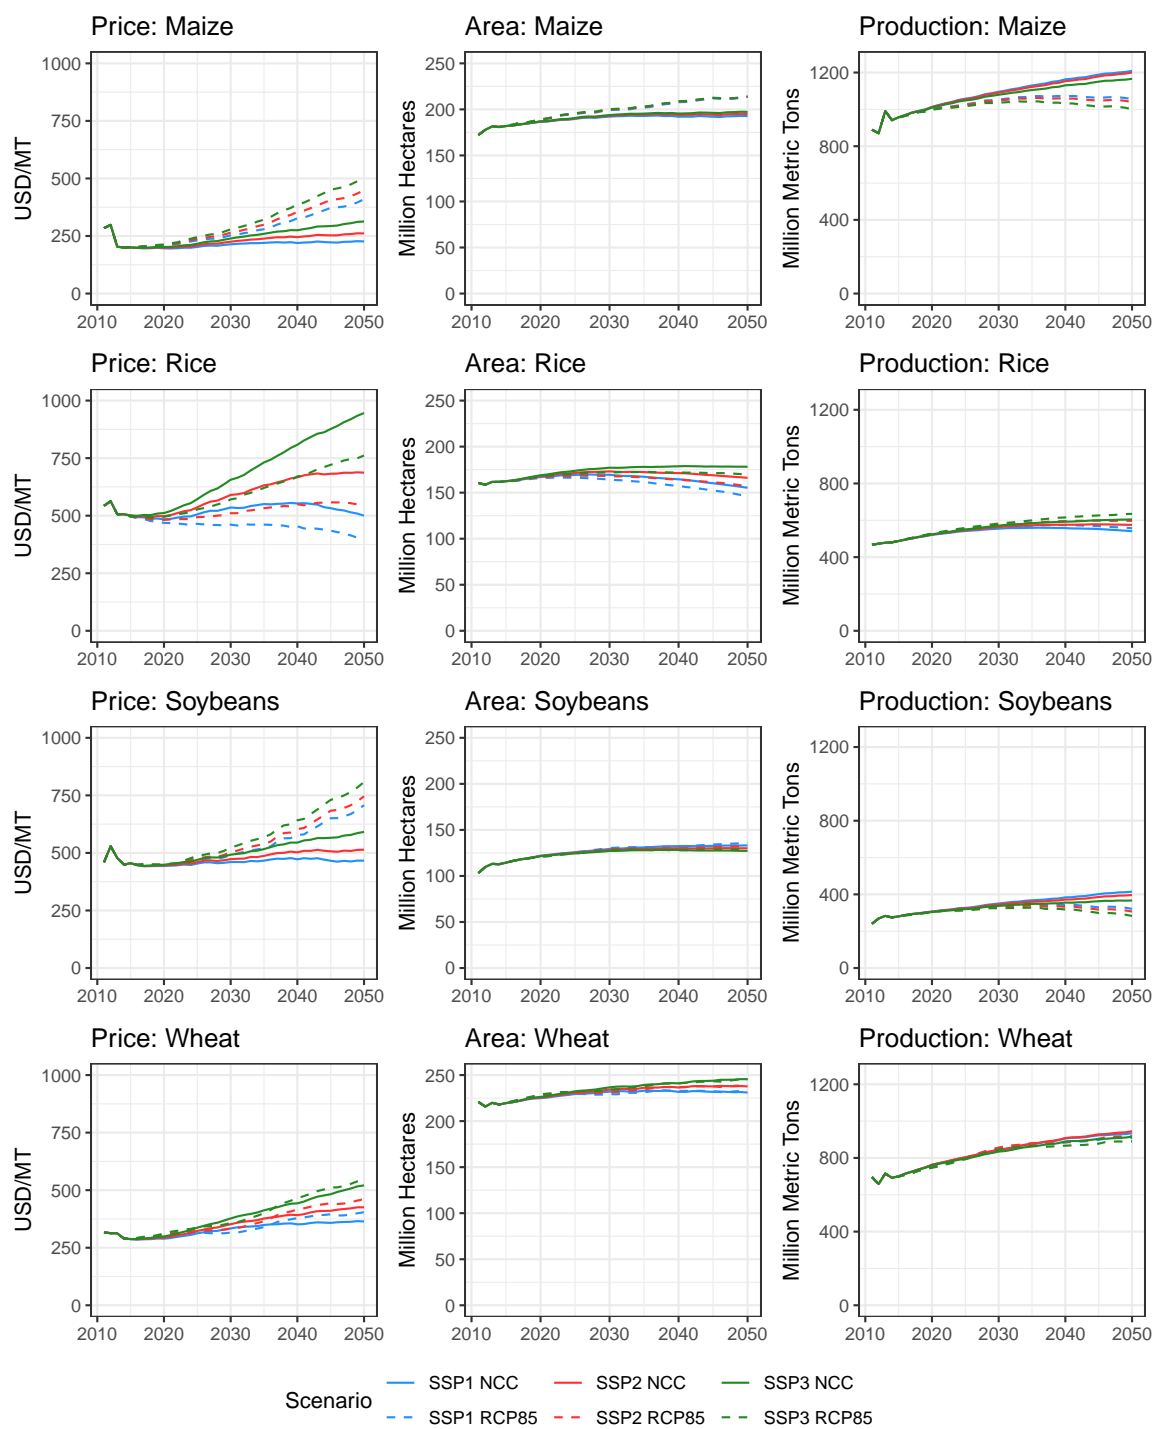 Price: Maize
Area: Maize
Production: Maize
USD/MT
1000
750
500
250
0
2010 2020 2030 2040 2050
Million Hectares
250
200
150
100
50
0
2010 2020 2030 2040 2050
Million Metric Tons
1200
800
400
0
2010 2020 2030 2040 2050
Price: Rice
Area: Rice
Production: Rice
USD/MT
1000
750
500
250
0
2010 2020 2030 2040 2050
Million Hectares
250
200
150
100
50
0
2010 2020 2030 2040 2050
Million Metric Tons
1200
800
400
0
2010 2020 2030 2040 2050
Price: Soybeans
Area: Soybeans
Production: Soybeans
USD/MT
1000
750
500
250
0
2010 2020 2030 2040 2050
Million Hectares
250
200
150
100
50
0
2010 2020 2030 2040 2050
Million Metric Tons
1200
800
400
0
2010 2020 2030 2040 2050
Price: Wheat
Area: Wheat
Production: Wheat
USD/MT
1000
750
500
250
0
2010 2020 2030 2040 2050
Million Hectares
250
200
150
100
50
0
2010 2020 2030 2040 2050
Million Metric Tons
1200
800
400
0
2010 2020 2030 2040 2050
Scenario
SSP1 NCC SSP2 NCC SSP3 NCC
SSP1 RCP85 SSP2 RCP85 SSP3 RCP85